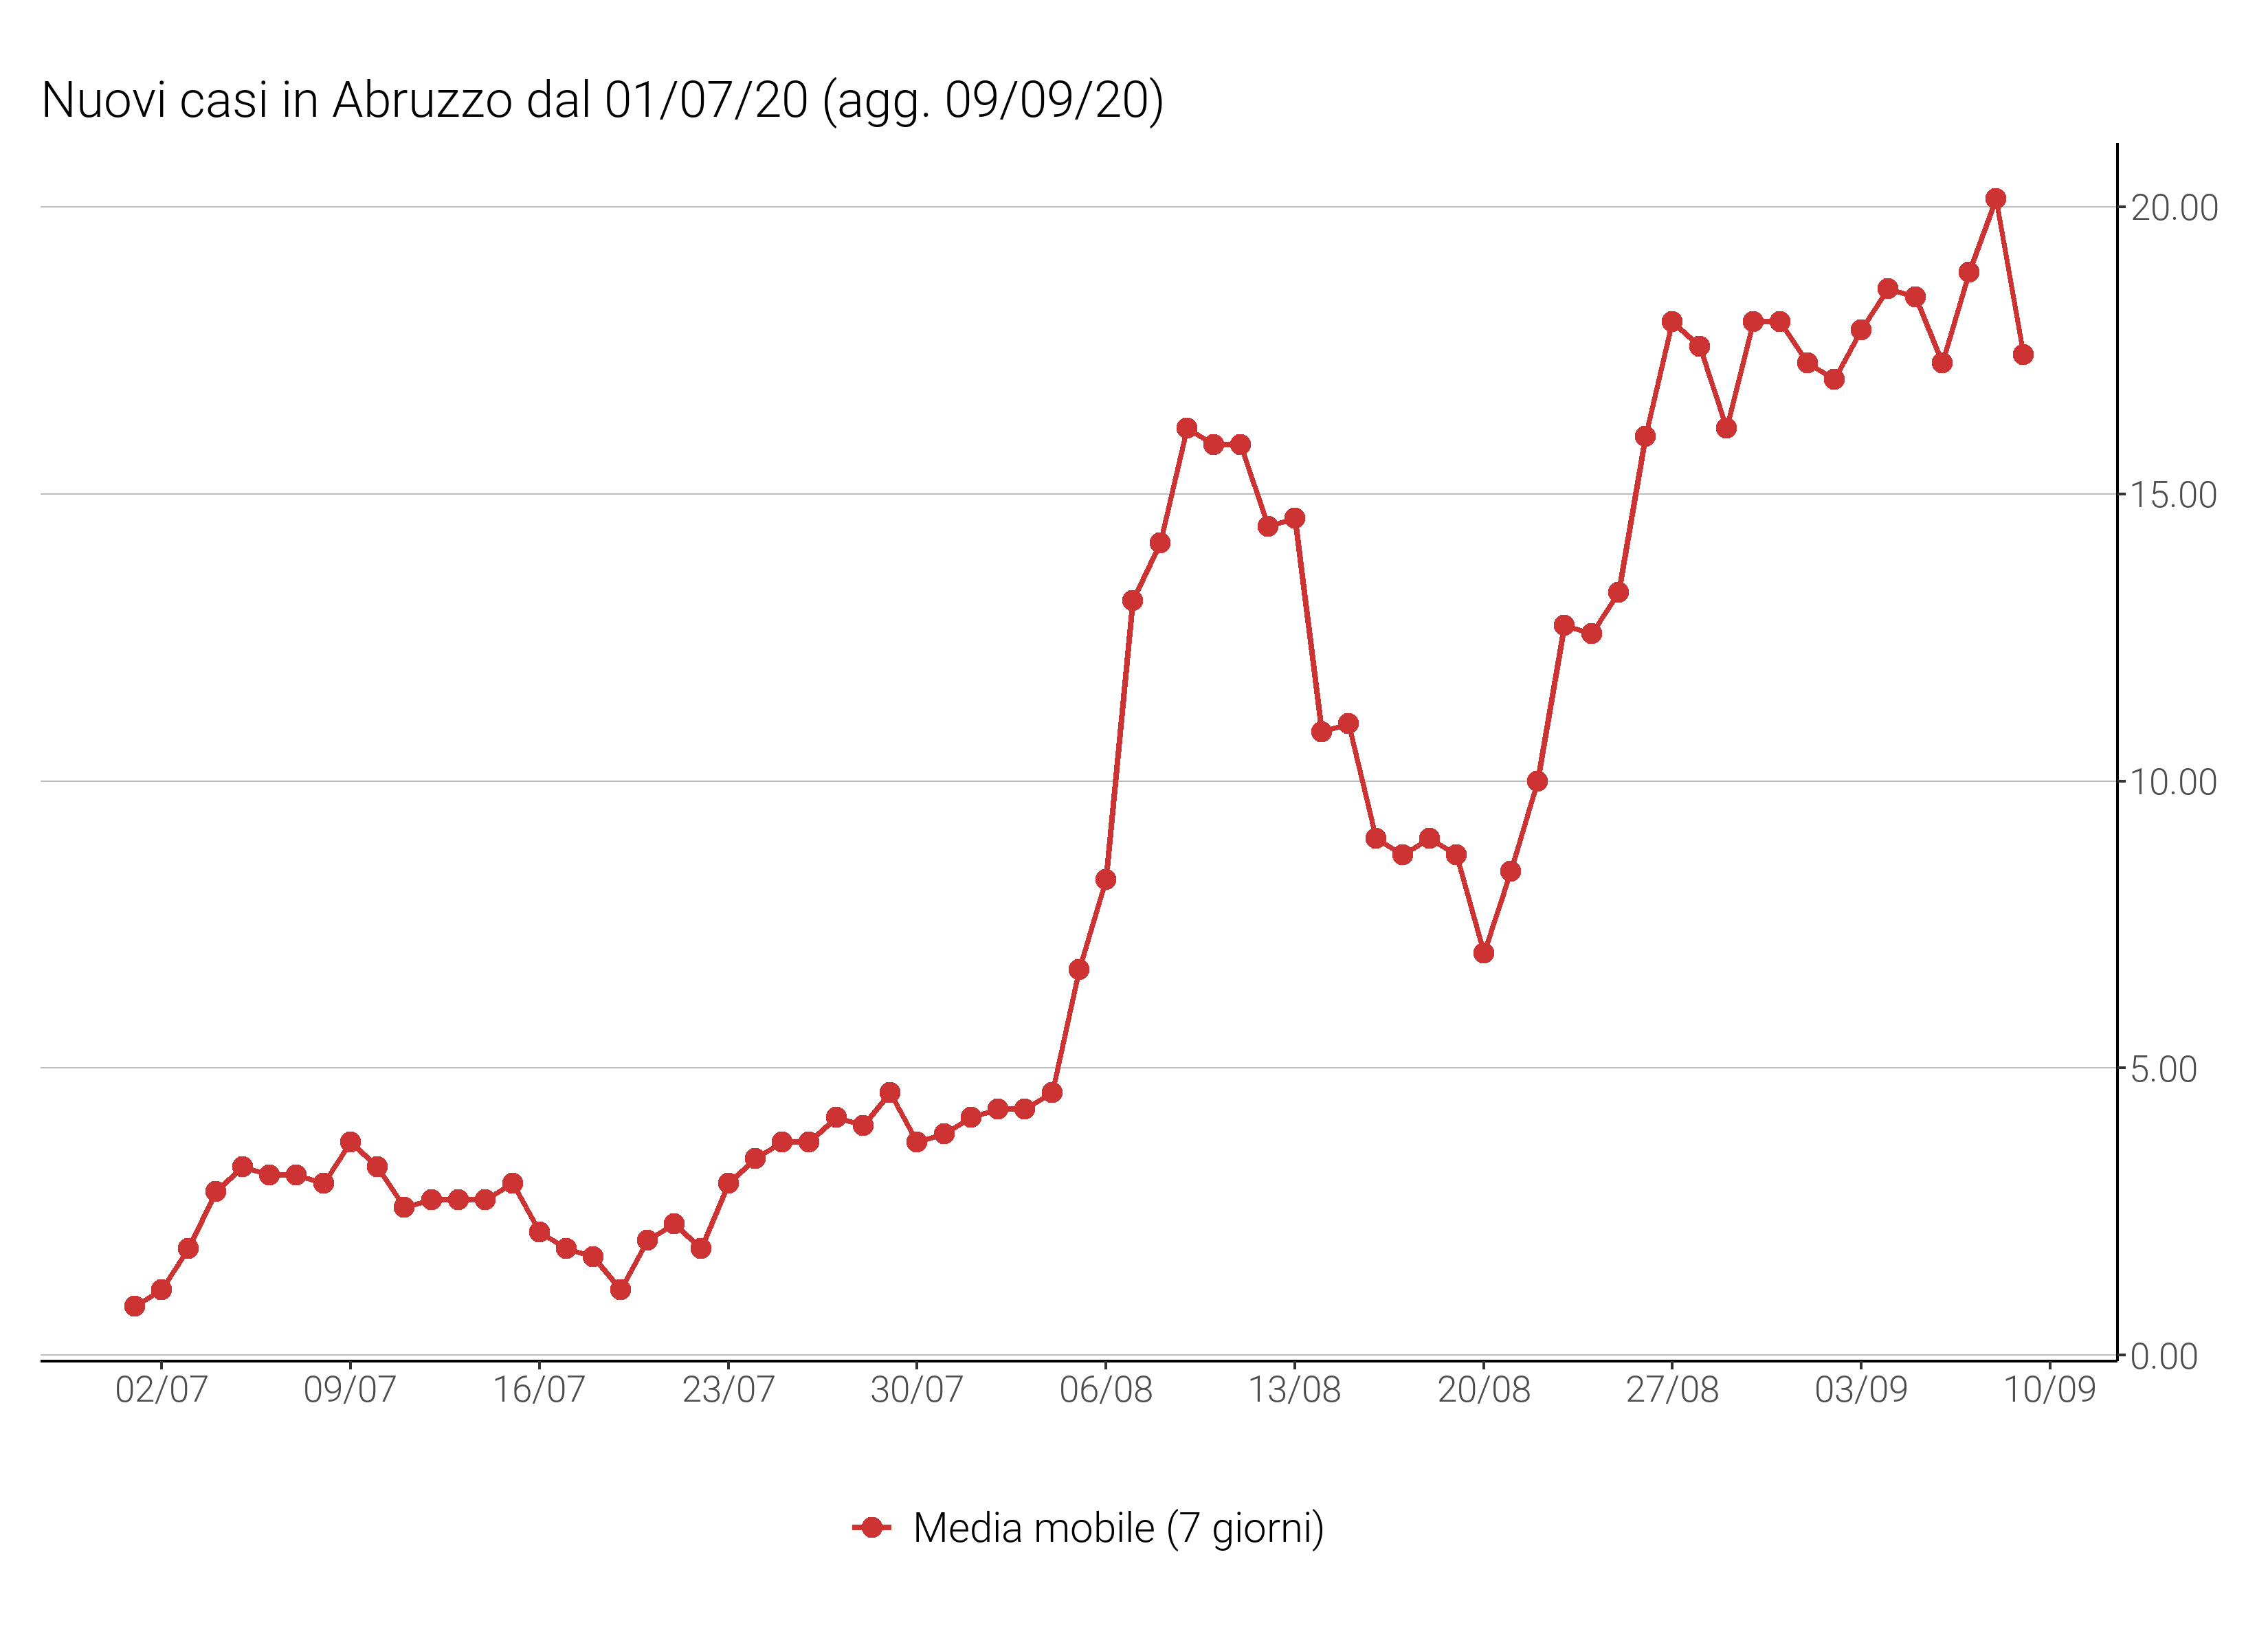 Nuovi casi in Abruzzo dal 01/07/20 (agg. 09/09/20)
20.00
15.00
10.00
5.00
0.00
02/07 09/07 16/07 23/07 30/07 06/08 13/08 20/08 27/08 03/09 10/09
Media mobile (7 giorni)